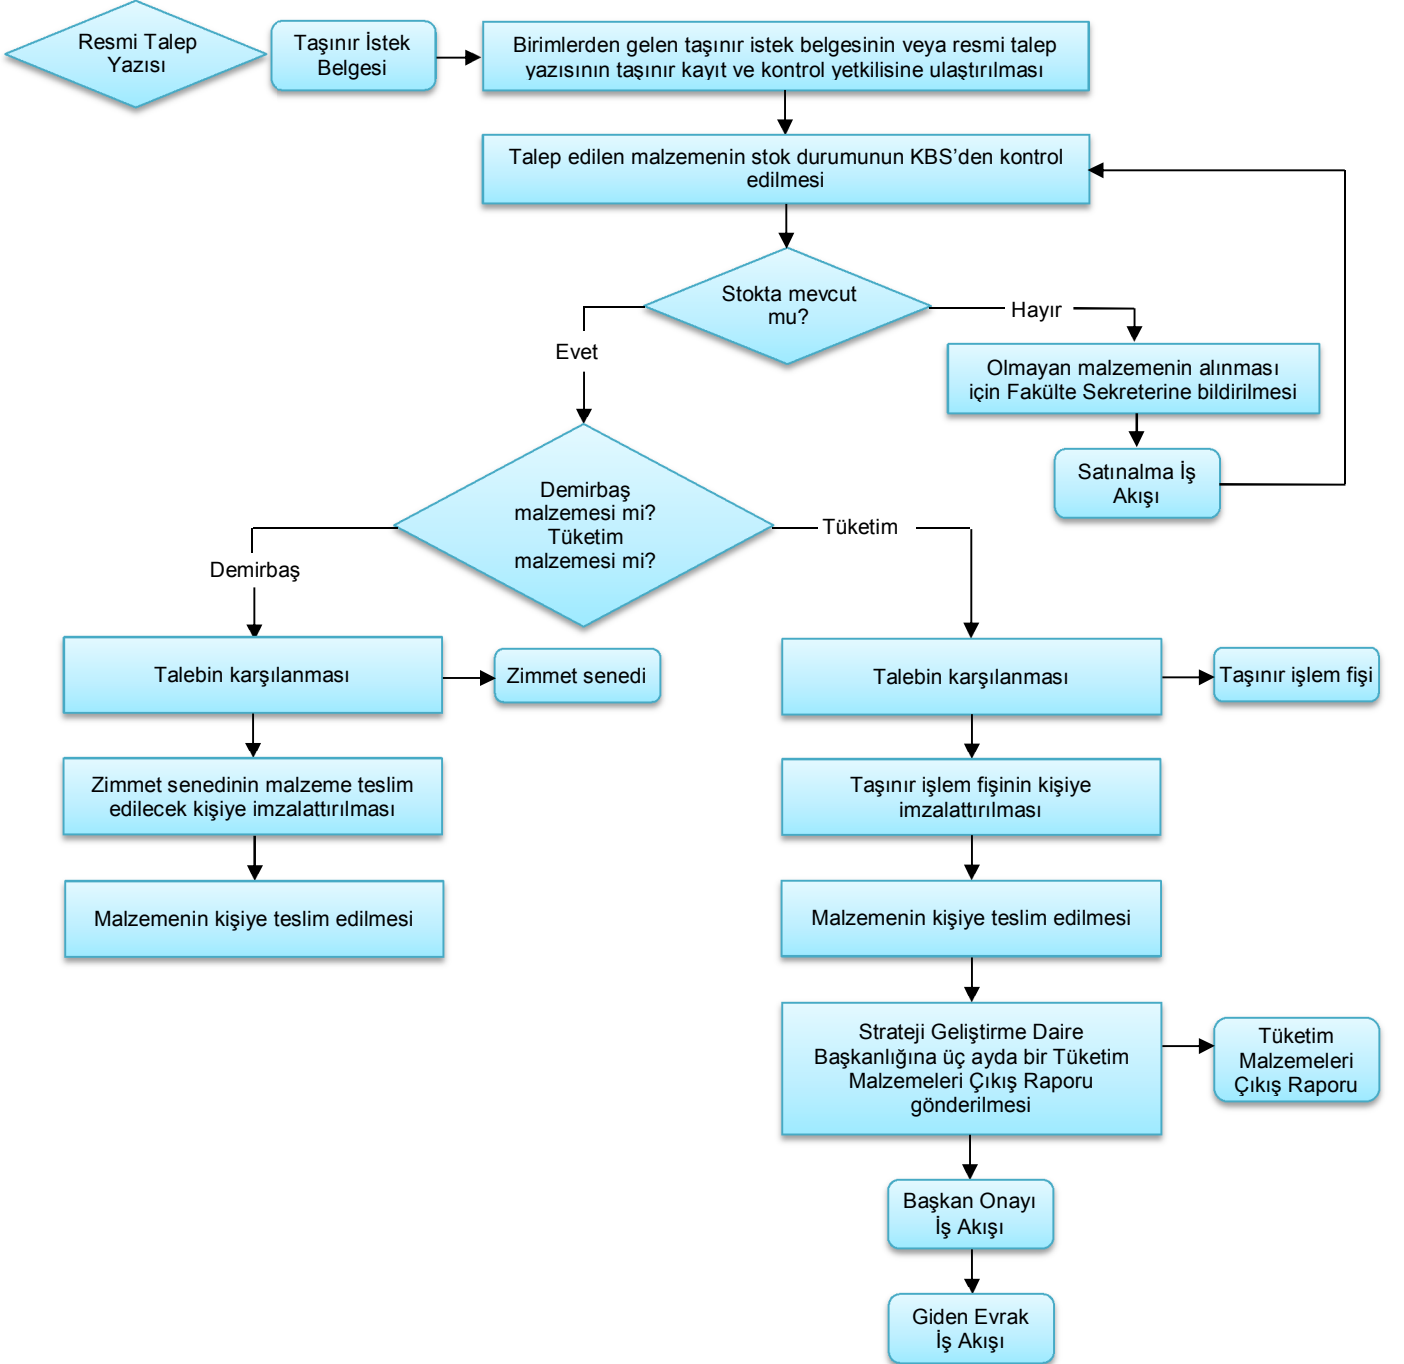 Resmi Talep
Yazısı
Taşınır İstek
Belgesi
Birimlerden gelen taşınır istek belgesinin veya resmi talep
yazısının taşınır kayıt ve kontrol yetkilisine ulaştırılması
Talep edilen malzemenin stok durumunun KBS’den kontrol
edilmesi
Stokta mevcut
mu?
Hayır
Evet
Olmayan malzemenin alınması
için Fakülte Sekreterine bildirilmesi
Satınalma İş
Akışı
Demirbaş
malzemesi mi?
Tüketim
malzemesi mi?
Tüketim
Demirbaş
Talebin karşılanması
Zimmet senedi
Talebin karşılanması
Taşınır işlem fişi
Zimmet senedinin malzeme teslim
edilecek kişiye imzalattırılması
Taşınır işlem fişinin kişiye
imzalattırılması
Malzemenin kişiye teslim edilmesi
Malzemenin kişiye teslim edilmesi
Strateji Geliştirme Daire
Başkanlığına üç ayda bir Tüketim
Malzemeleri Çıkış Raporu
gönderilmesi
Tüketim
Malzemeleri
Çıkış Raporu
Başkan Onayı
İş Akışı
Giden Evrak
İş Akışı